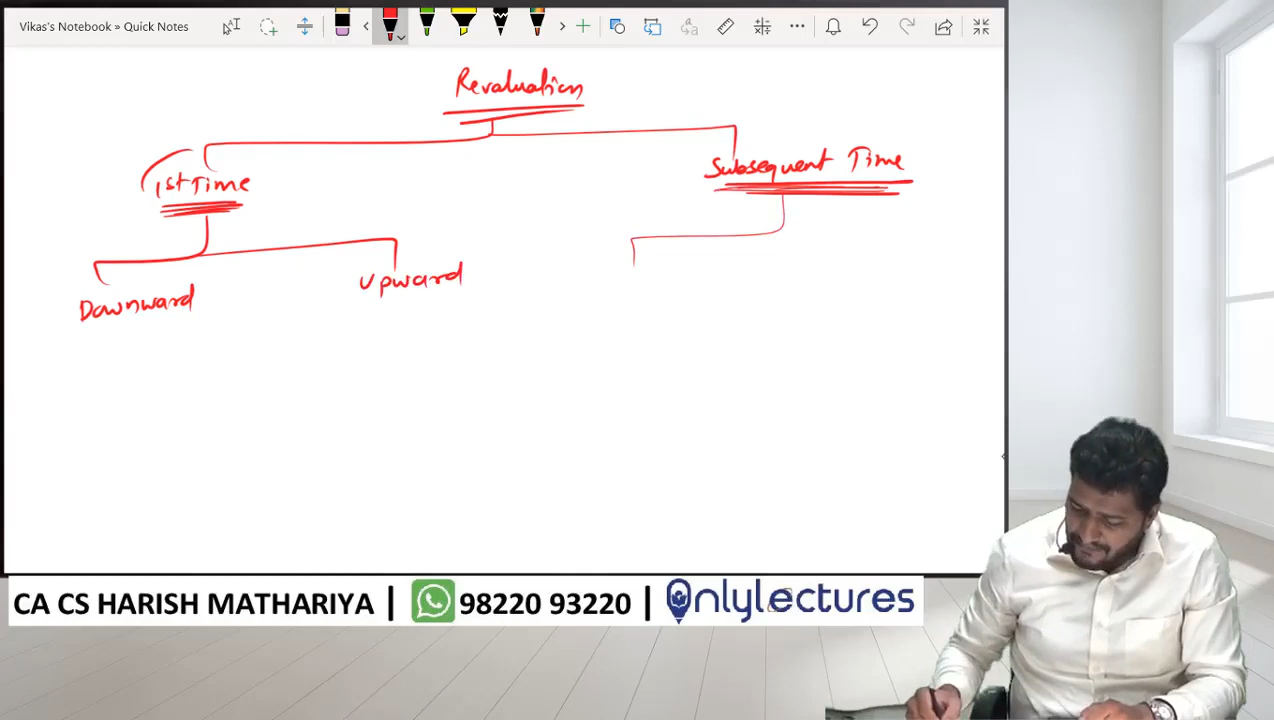 Vikas's Notebook » Quick Notes
Revaluation
1st Time
Subsequent Time
Downward
Upward
CA CS HARISH MATHARIYA | 98220 93220 | Onlylectures